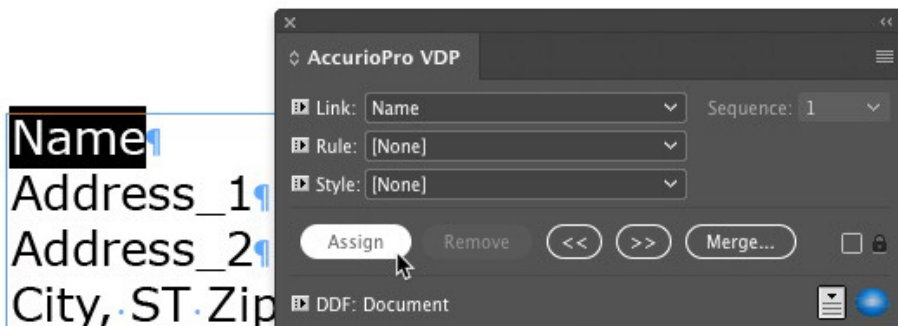 AccurioPro VDP
Link: Name Sequence: 1
Rule: [None]
Style: [None]
Assign Remove << >> Merge...
DDF: Document
Name¶
Address_1¶
Address_2¶
City, ST Zip